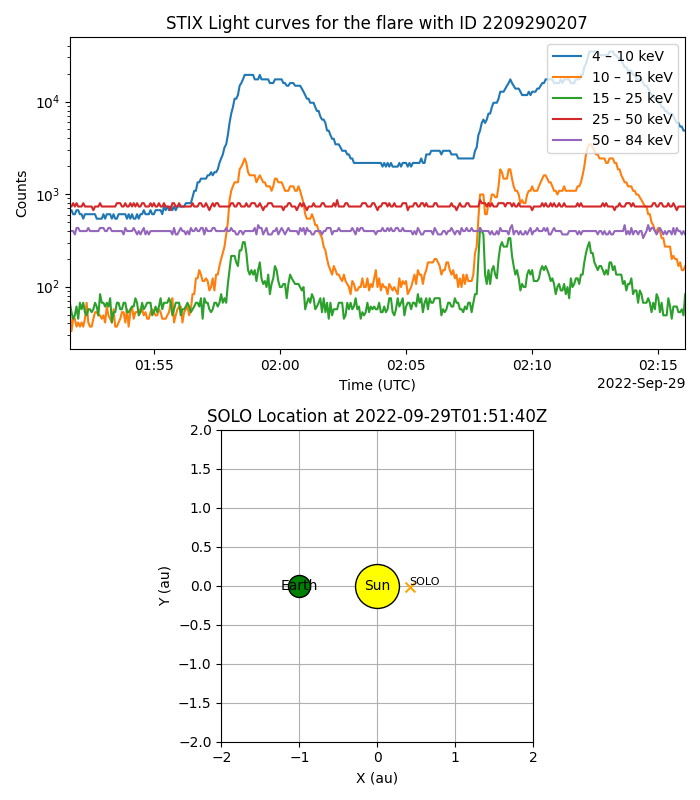 STIX Light curves for the flare with ID 2209290207
Counts
10⁴
10³
10²
4 – 10 keV
10 – 15 keV
15 – 25 keV
25 – 50 keV
50 – 84 keV
01:55 02:00 02:05 02:10 02:15
Time (UTC)
2022-Sep-29
SOLO Location at 2022-09-29T01:51:40Z
Y (au)
2.0
1.5
1.0
0.5
0.0
−0.5
−1.0
−1.5
−2.0
Earth Sun SOLO
−2 −1 0 1 2
X (au)